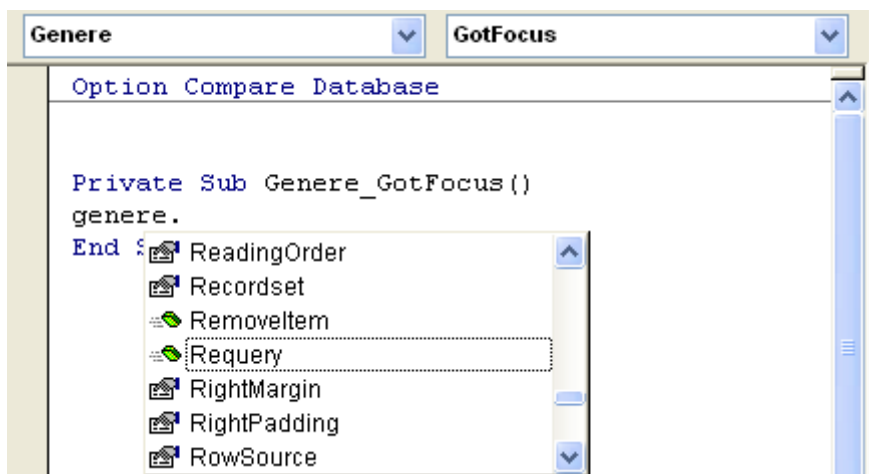 Genere GotFocus
Option Compare Database
Private Sub Genere_GotFocus()
genere.
End S
ReadingOrder
Recordset
RemoveItem
Requery
RightMargin
RightPadding
RowSource